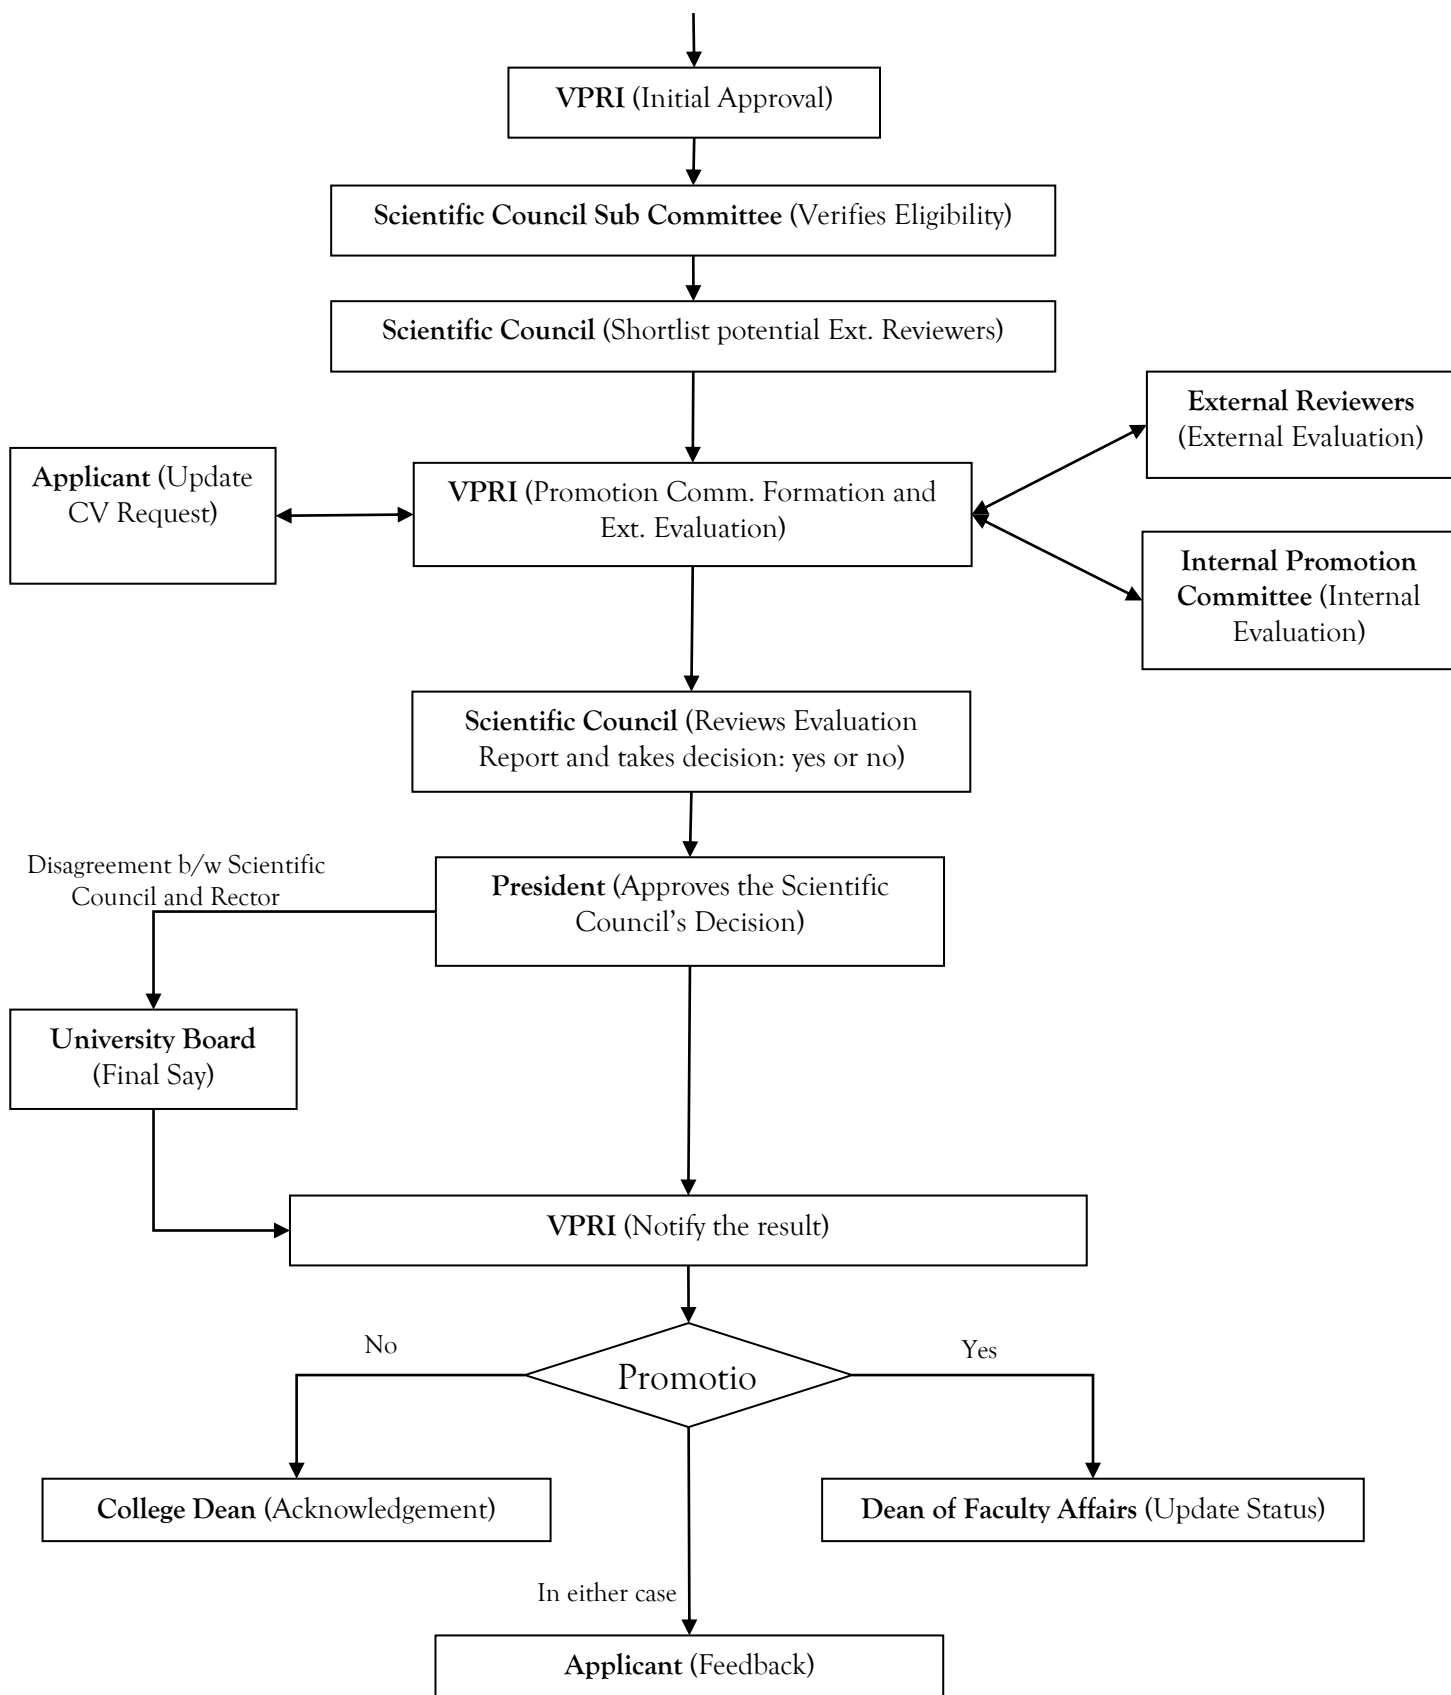 VPRI (Initial Approval)
Scientific Council Sub Committee (Verifies Eligibility)
Scientific Council (Shortlist potential Ext. Reviewers)
External Reviewers
(External Evaluation)
Applicant (Update
CV Request)
VPRI (Promotion Comm. Formation and
Ext. Evaluation)
Internal Promotion
Committee (Internal
Evaluation)
Scientific Council (Reviews Evaluation
Report and takes decision: yes or no)
Disagreement b/w Scientific
Council and Rector
President (Approves the Scientific
Council’s Decision)
University Board
(Final Say)
VPRI (Notify the result)
No
Yes
Promotio
College Dean (Acknowledgement)
Dean of Faculty Affairs (Update Status)
In either case
Applicant (Feedback)